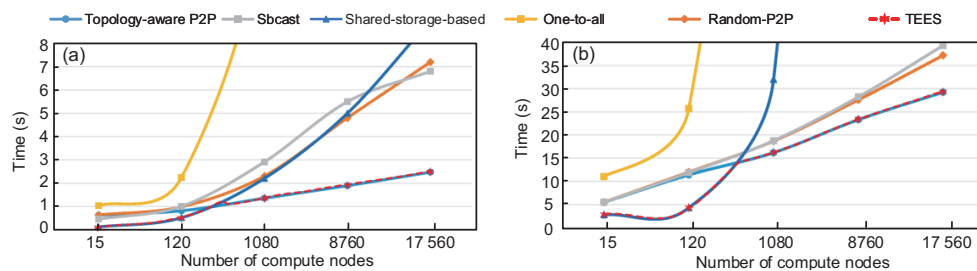 Topology-aware P2P Sbcast Shared-storage-based One-to-all Random-P2P TEES
(a)
Time (s)
8
7
6
5
4
3
2
1
0
15 120 1080 8760 17 560
Number of compute nodes
(b)
Time (s)
40
35
30
25
20
15
10
5
0
15 120 1080 8760 17 560
Number of compute nodes